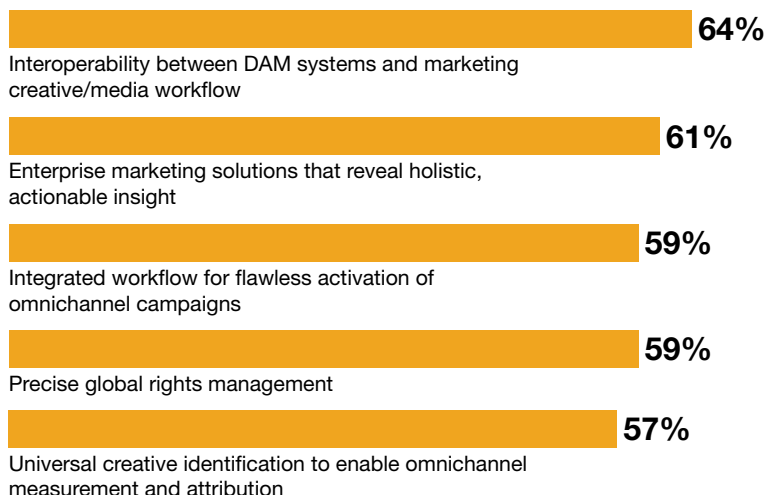 64%
Interoperability between DAM systems and marketing
creative/media workflow
61%
Enterprise marketing solutions that reveal holistic,
actionable insight
59%
Integrated workflow for flawless activation of
omnichannel campaigns
59%
Precise global rights management
57%
Universal creative identification to enable omnichannel
measurement and attribution